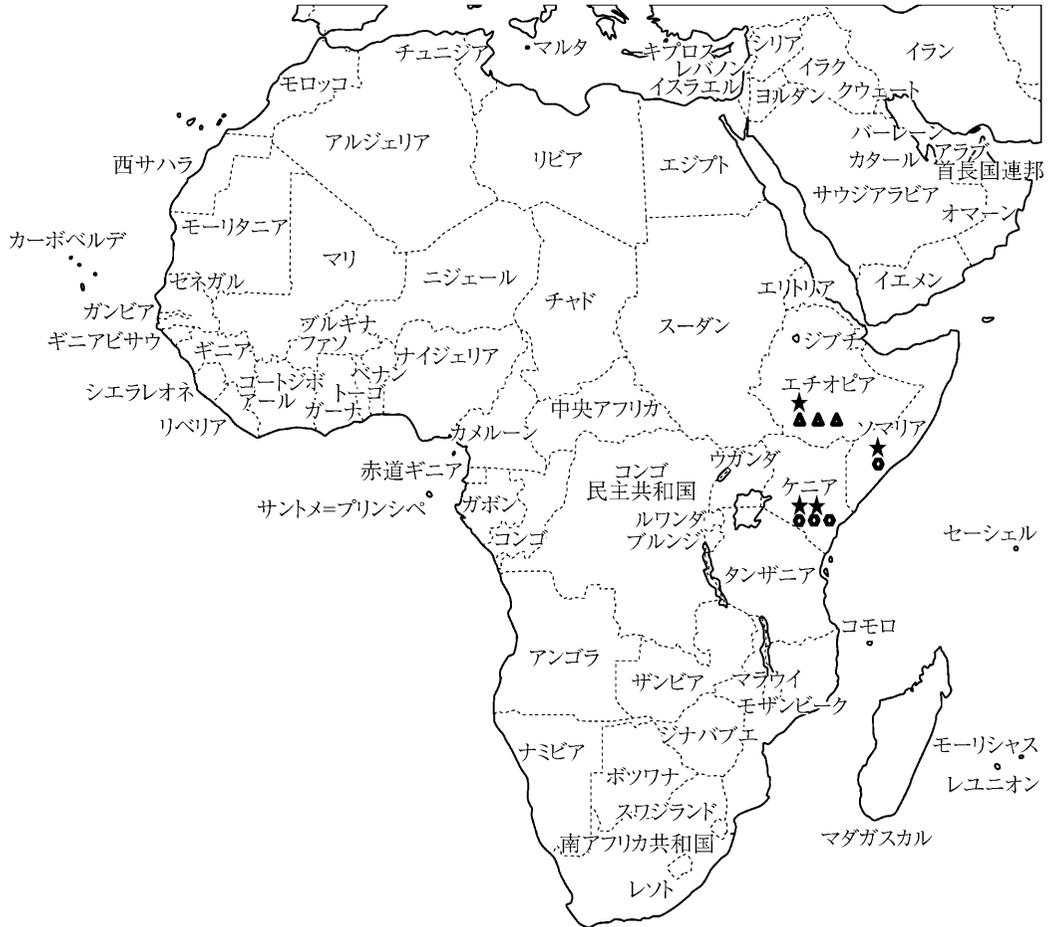 チュニジア
マルタ
キプロス
シリア
イラン
レバノン
イラク
モロッコ
イスラエル
ヨルダン
クウェート
アルジェリア
リビア
エジプト
バーレーン
アラブ
首長国連邦
カタール
西サハラ
サウジアラビア
オマーン
モーリタニア
カーボベルデ
マリ
ニジェール
セネガル
チャド
スーダン
エリトリア
イエメン
ガンビア
ブルキナ
ファソ
ギニアビサウ
ギニア
ナイジェリア
ジブチ
ベナン
コートジボ
アール
トーゴ
ガーナ
シエラレオネ
エチオピア
★
中央アフリカ
リベリア
カメルーン
ソマリア
★
赤道ギニア
コンゴ
民主共和国
ウガンダ
ケニア
★★
サントメ=プリンシペ
ガボン
ルワンダ
コンゴ
ブルンジ
セーシェル
タンザニア
コモロ
アンゴラ
ザンビア
マラウイ
モザンビーク
ナミビア
ジナバブエ
モーリシャス
ボツワナ
レユニオン
スワジランド
南アフリカ共和国
マダガスカル
レソト